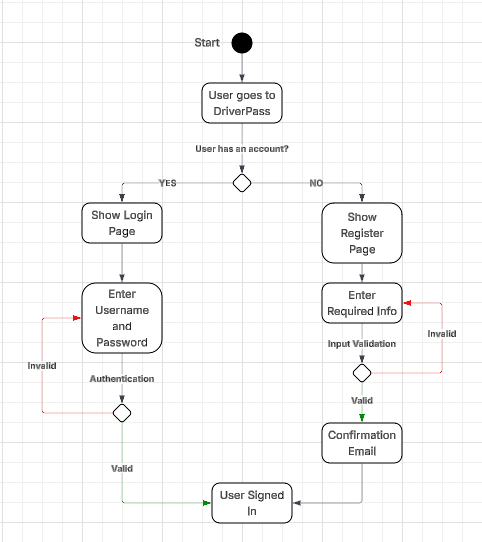 Start
User goes to
DriverPass
User has an account?
YES
NO
Show Login
Page
Show
Register
Page
Enter
Username
and
Password
Enter
Required Info
Invalid
Input Validation
Invalid
Authentication
Valid
Confirmation
Email
Valid
User Signed
In